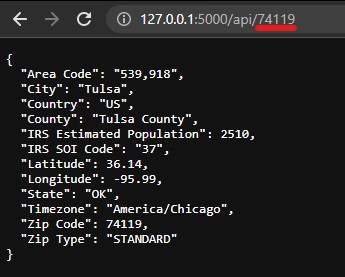 127.0.0.1:5000/api/74119
{
"Area Code": "539,918",
"City": "Tulsa",
"Country": "US",
"County": "Tulsa County",
"IRS Estimated Population": 2510,
"IRS SOI Code": "37",
"Latitude": 36.14,
"Longitude": -95.99,
"State": "OK",
"Timezone": "America/Chicago",
"Zip Code": 74119,
"Zip Type": "STANDARD"
}